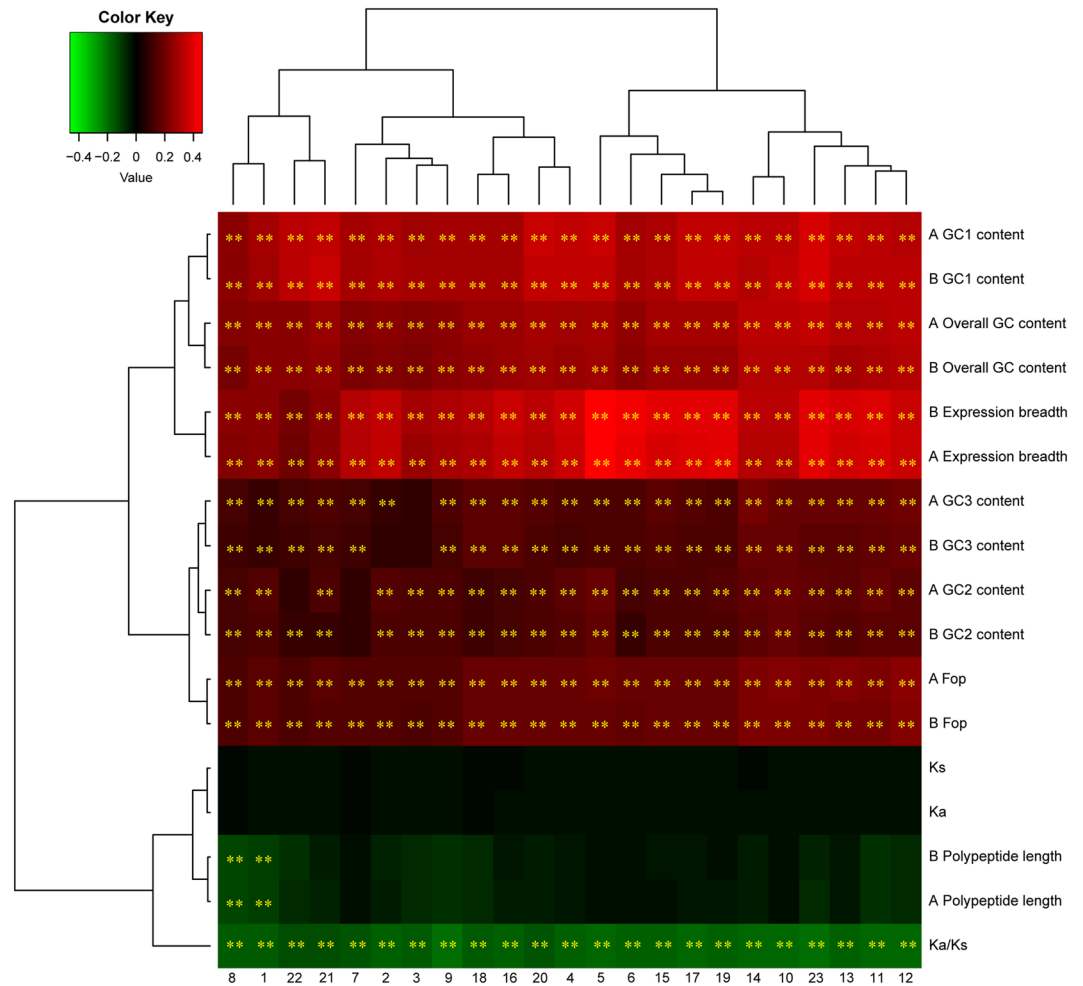 Color Key
−0.4 −0.2 0 0.2 0.4
Value
** ** ** ** ** ** ** ** ** ** ** ** ** ** ** ** ** ** ** ** ** ** ** A GC1 content
** ** ** ** ** ** ** ** ** ** ** ** ** ** ** ** ** ** ** ** ** ** ** B GC1 content
** ** ** ** ** ** ** ** ** ** ** ** ** ** ** ** ** ** ** ** ** ** ** A Overall GC content
** ** ** ** ** ** ** ** ** ** ** ** ** ** ** ** ** ** ** ** ** ** ** B Overall GC content
** ** ** ** ** ** ** ** ** ** ** ** ** ** ** ** ** ** ** ** ** ** ** B Expression breadth
** ** ** ** ** ** ** ** ** ** ** ** ** ** ** ** ** ** ** ** ** ** ** A Expression breadth
** ** ** ** ** ** ** ** ** ** ** ** ** ** ** ** ** ** ** ** ** ** A GC3 content
** ** ** ** ** ** ** ** ** ** ** ** ** ** ** ** ** ** ** ** ** B GC3 content
** ** ** ** ** ** ** ** ** ** ** ** ** ** ** ** ** ** ** ** ** A GC2 content
** ** ** ** ** ** ** ** ** ** ** ** ** ** ** ** ** ** ** ** ** ** B GC2 content
** ** ** ** ** ** ** ** ** ** ** ** ** ** ** ** ** ** ** ** ** ** ** A Fop
** ** ** ** ** ** ** ** ** ** ** ** ** ** ** ** ** ** ** ** ** ** ** B Fop
Ks
Ka
** ** B Polypeptide length
** ** A Polypeptide length
** ** ** ** ** ** ** ** ** ** ** ** ** ** ** ** ** ** ** ** ** ** ** Ka/Ks
8 1 22 21 7 2 3 9 18 16 20 4 5 6 15 17 19 14 10 23 13 11 12